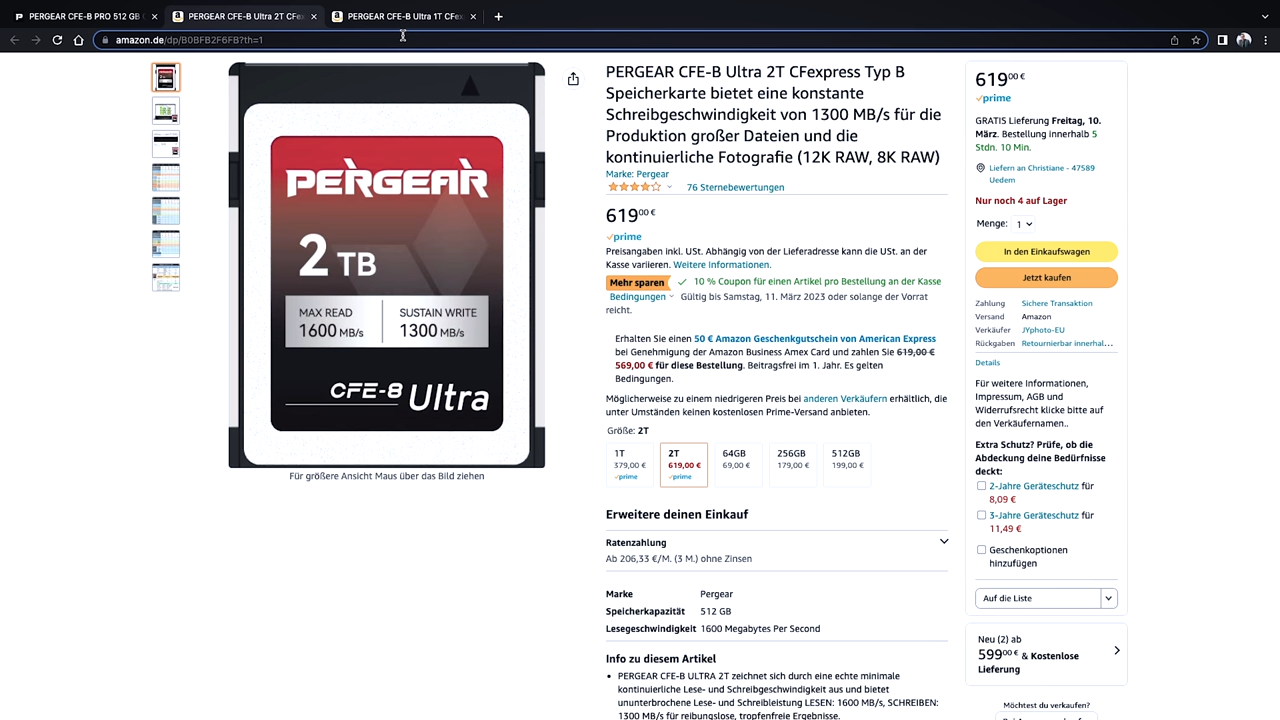 PERGEAR CFE-B PRO 512 GB
PERGEAR CFE-B Ultra 2T CFex
PERGEAR CFE-B Ultra 1T CFex
amazon.de/dp/B0BFB2F6FB?th=1
PERGEAR
2 TB
MAX READ
1600 MB/s
SUSTAIN WRITE
1300 MB/s
CFE-B Ultra
Für größere Ansicht Maus über das Bild ziehen
PERGEAR CFE-B Ultra 2T CFexpress Typ B
Speicherkarte bietet eine konstante
Schreibgeschwindigkeit von 1300 MB/s für die
Produktion großer Dateien und die
kontinuierliche Fotografie (12K RAW, 8K RAW)
Marke: Pergear
76 Sternebewertungen
619,00 €
prime
Preisangaben inkl. USt. Abhängig von der Lieferadresse kann die USt. an der
Kasse variieren. Weitere Informationen.
Mehr sparen 10 % Coupon für einen Artikel pro Bestellung an der Kasse
Bedingungen Gültig bis Samstag, 11. März 2023 oder solange der Vorrat
reicht.
Erhalten Sie einen 50 € Amazon Geschenkgutschein von American Express
bei Genehmigung der Amazon Business Amex Card und zahlen Sie 619,00 €
569,00 € für diese Bestellung. Beitragsfrei im 1. Jahr. Es gelten
Bedingungen.
Möglicherweise zu einem niedrigeren Preis bei anderen Verkäufern erhältlich, die
unter Umständen keinen kostenlosen Prime-Versand anbieten.
Größe: 2T
1T 2T 64GB 256GB 512GB
379,00 € 619,00 € 69,00 € 179,00 € 199,00 €
prime prime
Erweitere deinen Einkauf
Ratenzahlung
Ab 206,33 €/M. (3 M.) ohne Zinsen
Marke Pergear
Speicherkapazität 512 GB
Lesegeschwindigkeit 1600 Megabytes Per Second
Info zu diesem Artikel
• PERGEAR CFE-B ULTRA 2T zeichnet sich durch eine echte minimale
kontinuierliche Lese- und Schreibgeschwindigkeit aus und bietet
ununterbrochene Lese- und Schreibleistung LESEN: 1600 MB/s, SCHREIBEN:
1300 MB/s für reibungslose, tropfenfreie Ergebnisse.
619,00 €
prime
GRATIS Lieferung Freitag, 10.
März. Bestellung innerhalb 5
Stdn. 10 Min.
Liefern an Christiane - 47589
Uedem
Nur noch 4 auf Lager
Menge: 1
In den Einkaufswagen
Jetzt kaufen
Zahlung Sichere Transaktion
Versand Amazon
Verkäufer JYphoto-EU
Rückgaben Retournierbar innerhal...
Details
Für weitere Informationen,
Impressum, AGB und
Widerrufsrecht klicke bitte auf
den Verkäufernamen..
Extra Schutz? Prüfe, ob die
Abdeckung deine Bedürfnisse
deckt:
2-Jahre Geräteschutz für
8,09 €
3-Jahre Geräteschutz für
11,49 €
Geschenkoptionen
hinzufügen
Auf die Liste
Neu (2) ab
599,00 € & Kostenlose
Lieferung
Möchtest du verkaufen?